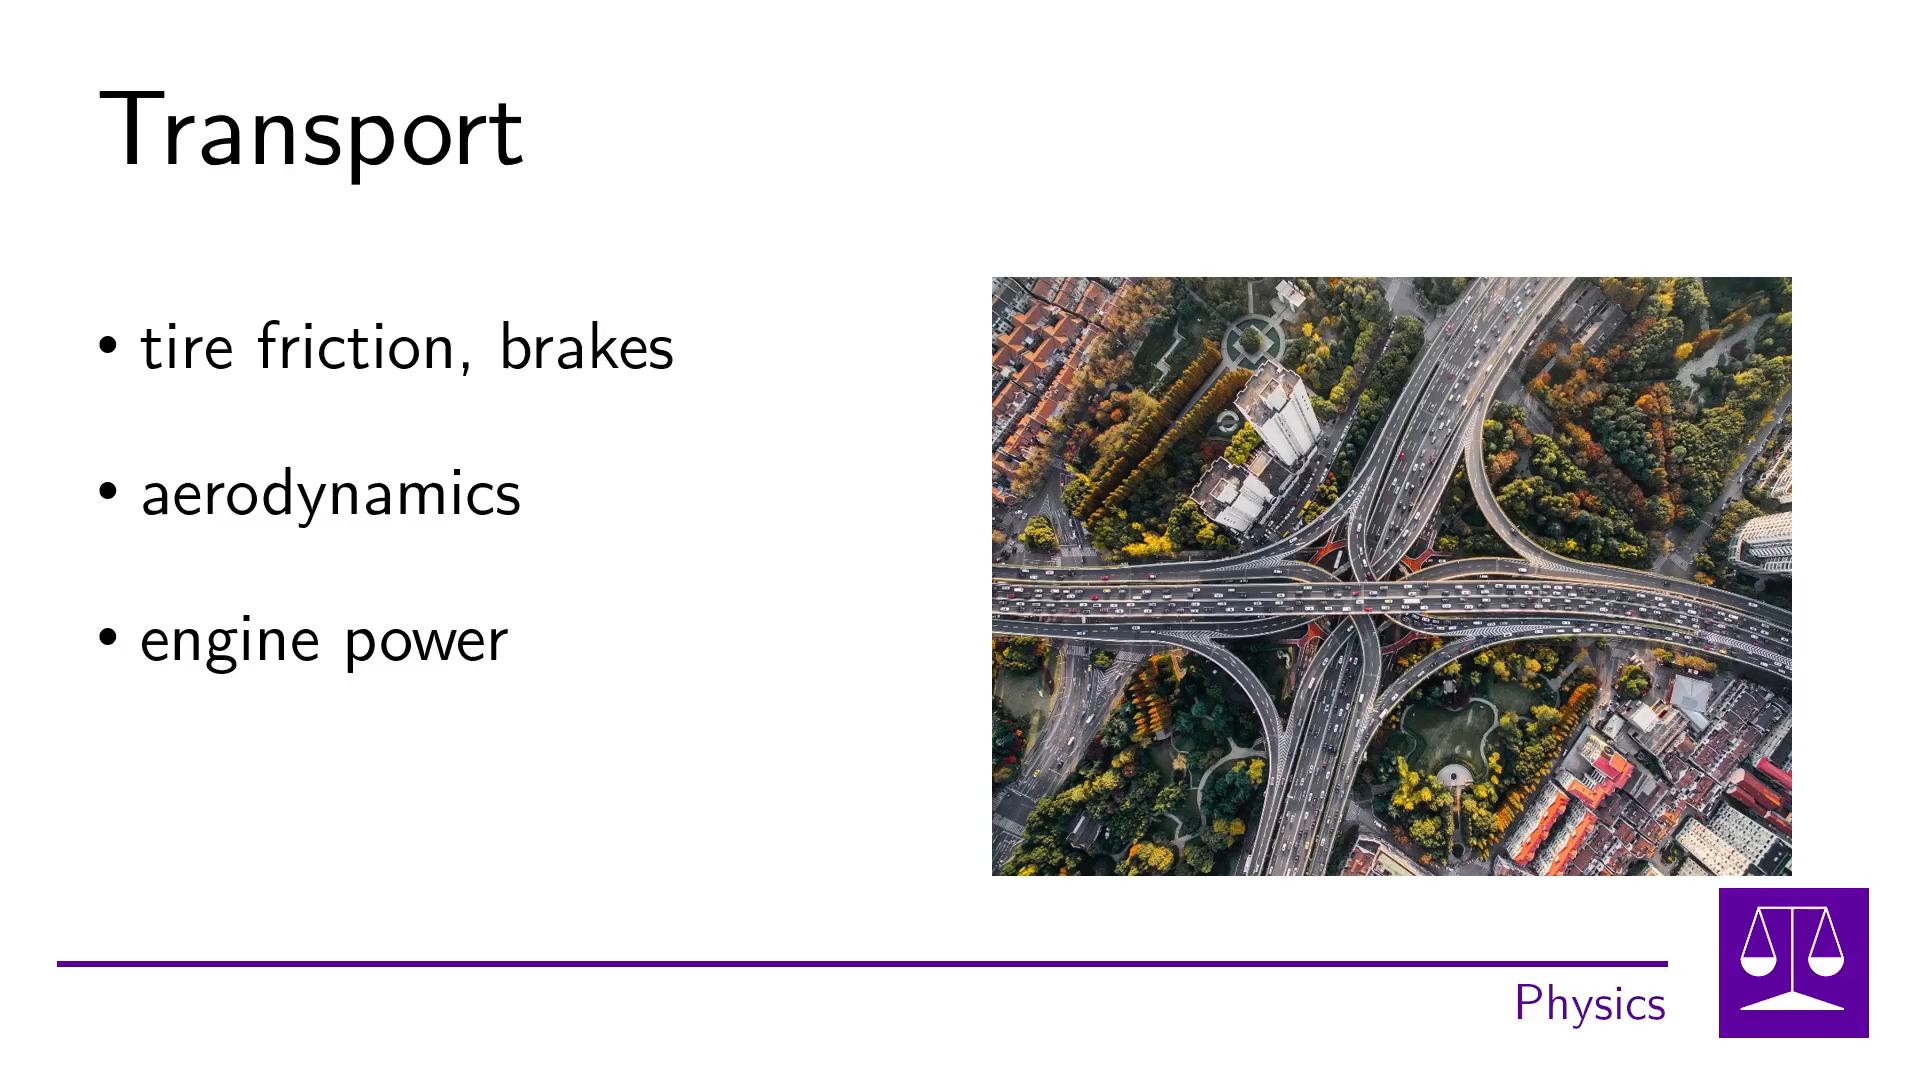 Transport
• tire friction, brakes
• aerodynamics
• engine power
Physics